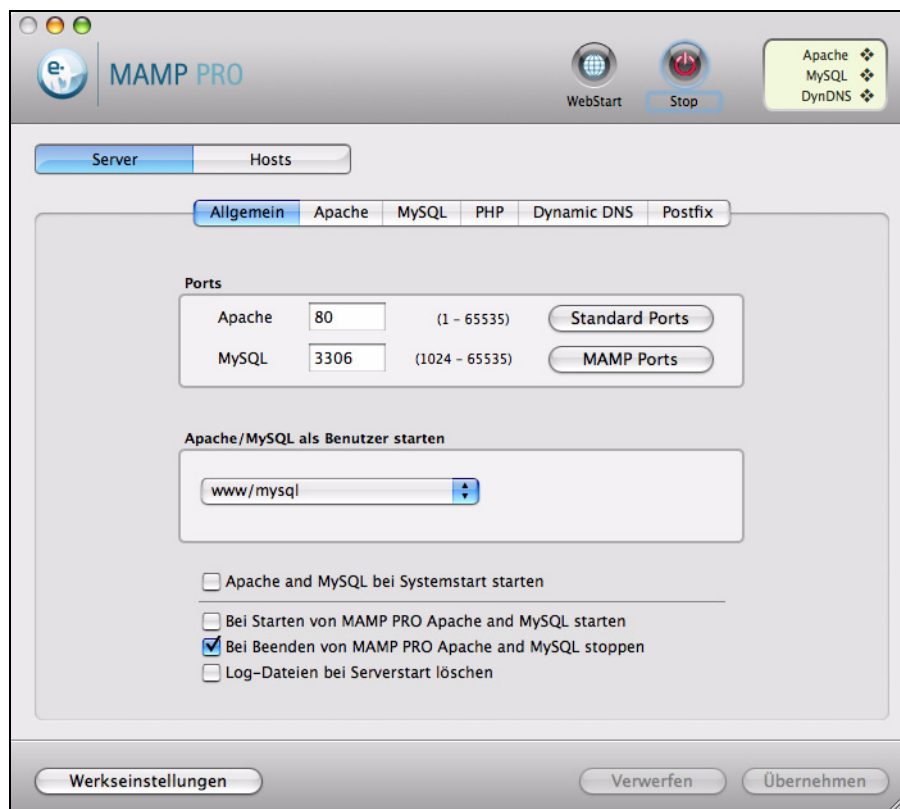 MAMP PRO
WebStart
Stop
Apache
MySQL
DynDNS
Server Hosts
Allgemein Apache MySQL PHP Dynamic DNS Postfix
Ports
Apache 80 (1 - 65535) Standard Ports
MySQL 3306 (1024 - 65535) MAMP Ports
Apache/MySQL als Benutzer starten
www/mysql
Apache and MySQL bei Systemstart starten
Bei Starten von MAMP PRO Apache and MySQL starten
Bei Beenden von MAMP PRO Apache and MySQL stoppen
Log-Dateien bei Serverstart löschen
Werkseinstellungen Verwerfen Übernehmen